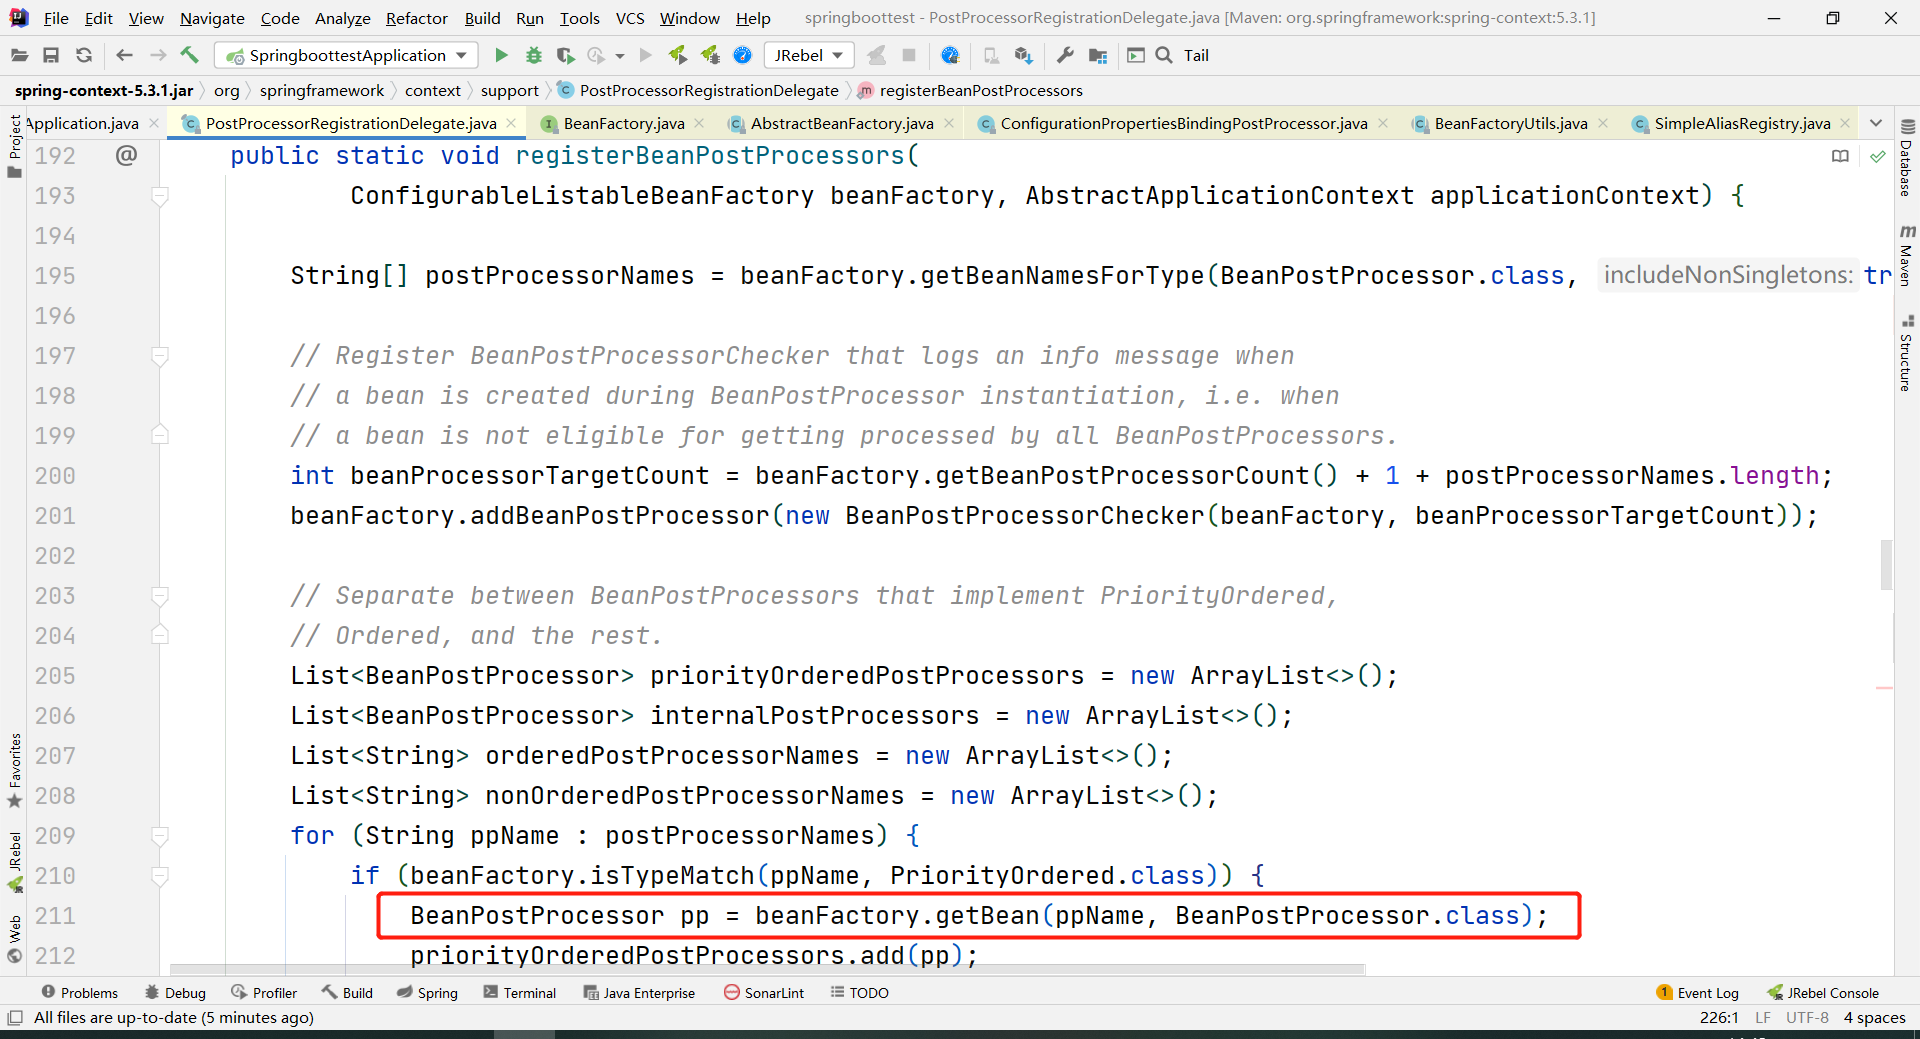 File Edit View Navigate Code Analyze Refactor Build Run Tools VCS Window Help springboottest - PostProcessorRegistrationDelegate.java [Maven: org.springframework:spring-context:5.3.1]
SpringboottestApplication JRebel Tail
spring-context-5.3.1.jar org springframework context support PostProcessorRegistrationDelegate registerBeanPostProcessors
Application.java PostProcessorRegistrationDelegate.java BeanFactory.java AbstractBeanFactory.java ConfigurationPropertiesBindingPostProcessor.java BeanFactoryUtils.java SimpleAliasRegistry.java
192 @ public static void registerBeanPostProcessors(
193 ConfigurableListableBeanFactory beanFactory, AbstractApplicationContext applicationContext) {
194
195 String[] postProcessorNames = beanFactory.getBeanNamesForType(BeanPostProcessor.class, includeNonSingletons: tr
196
197 // Register BeanPostProcessorChecker that logs an info message when
198 // a bean is created during BeanPostProcessor instantiation, i.e. when
199 // a bean is not eligible for getting processed by all BeanPostProcessors.
200 int beanProcessorTargetCount = beanFactory.getBeanPostProcessorCount() + 1 + postProcessorNames.length;
201 beanFactory.addBeanPostProcessor(new BeanPostProcessorChecker(beanFactory, beanProcessorTargetCount));
202
203 // Separate between BeanPostProcessors that implement PriorityOrdered,
204 // Ordered, and the rest.
205 List<BeanPostProcessor> priorityOrderedPostProcessors = new ArrayList<>();
206 List<BeanPostProcessor> internalPostProcessors = new ArrayList<>();
207 List<String> orderedPostProcessorNames = new ArrayList<>();
208 List<String> nonOrderedPostProcessorNames = new ArrayList<>();
209 for (String ppName : postProcessorNames) {
210 if (beanFactory.isTypeMatch(ppName, PriorityOrdered.class)) {
211 BeanPostProcessor pp = beanFactory.getBean(ppName, BeanPostProcessor.class);
212 priorityOrderedPostProcessors.add(pp);
Project
Favorites
JRebel
Web
Database
Maven
Structure
Problems Debug Profiler Build Spring Terminal Java Enterprise SonarLint TODO 1 Event Log JRebel Console
All files are up-to-date (5 minutes ago) 226:1 LF UTF-8 4 spaces